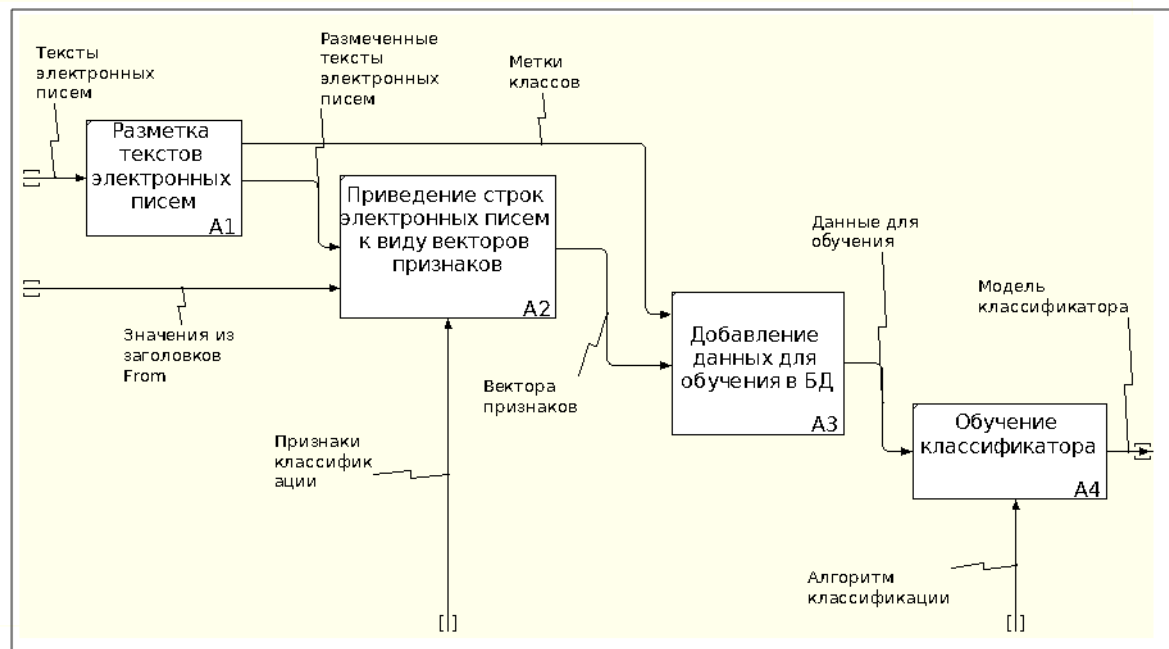 Тексты
электронных
писем
Размеченные
тексты
электронных
писем
Метки
классов
Разметка
текстов
электронных
писем
A1
Приведение строк
электронных писем
к виду векторов
признаков
A2
Значения из
заголовков
From
Данные для
обучения
Модель
классификатора
Добавление
данных для
обучения в БД
A3
Вектора
признаков
Признаки
классифик
ации
Обучение
классификатора
A4
Алгоритм
классификации